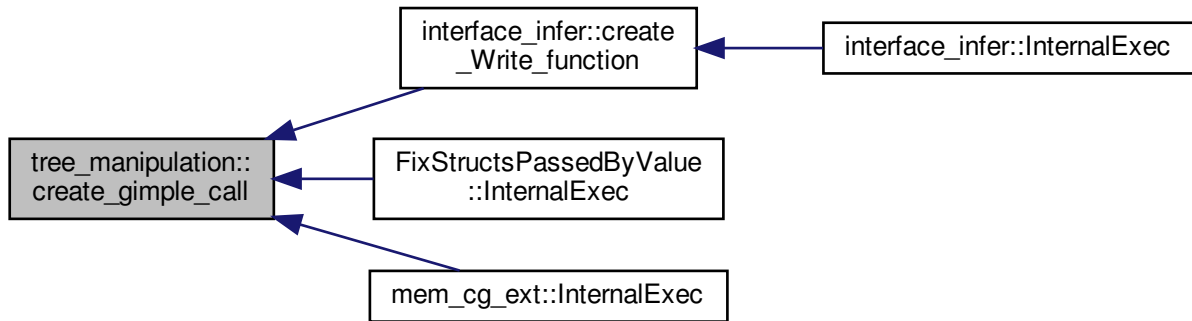 interface_infer::create
_Write_function
interface_infer::InternalExec
tree_manipulation::
create_gimple_call
FixStructsPassedByValue
::InternalExec
mem_cg_ext::InternalExec